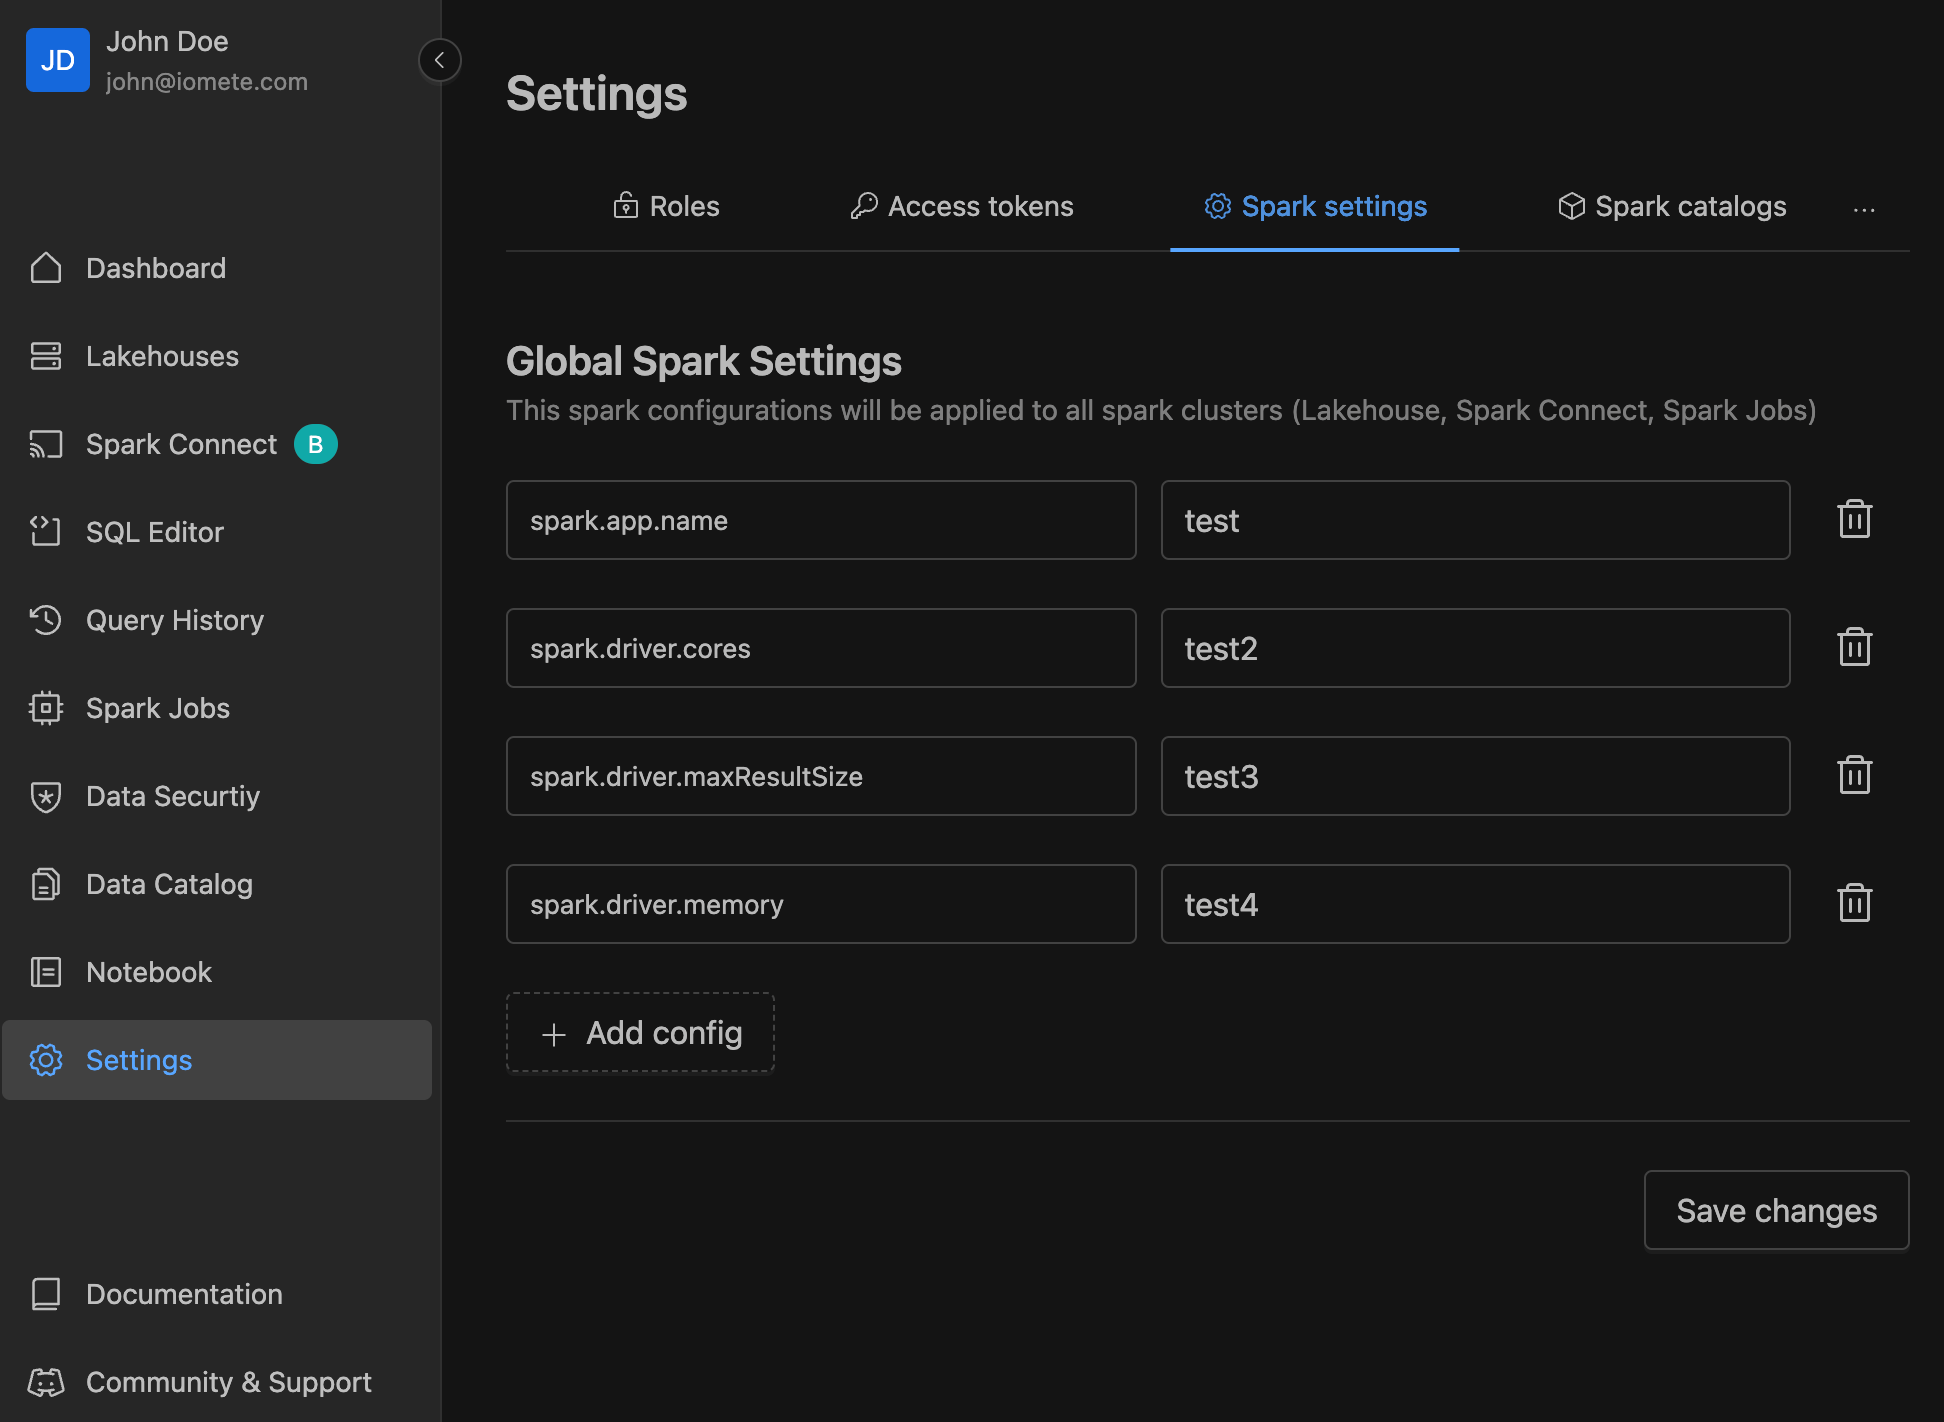 JD
John Doe
john@iomete.com
Dashboard
Lakehouses
Spark Connect B
SQL Editor
Query History
Spark Jobs
Data Securtiy
Data Catalog
Notebook
Settings
Documentation
Community & Support
Settings
Roles Access tokens Spark settings Spark catalogs ...
Global Spark Settings
This spark configurations will be applied to all spark clusters (Lakehouse, Spark Connect, Spark Jobs)
spark.app.name test
spark.driver.cores test2
spark.driver.maxResultSize test3
spark.driver.memory test4
+ Add config
Save changes